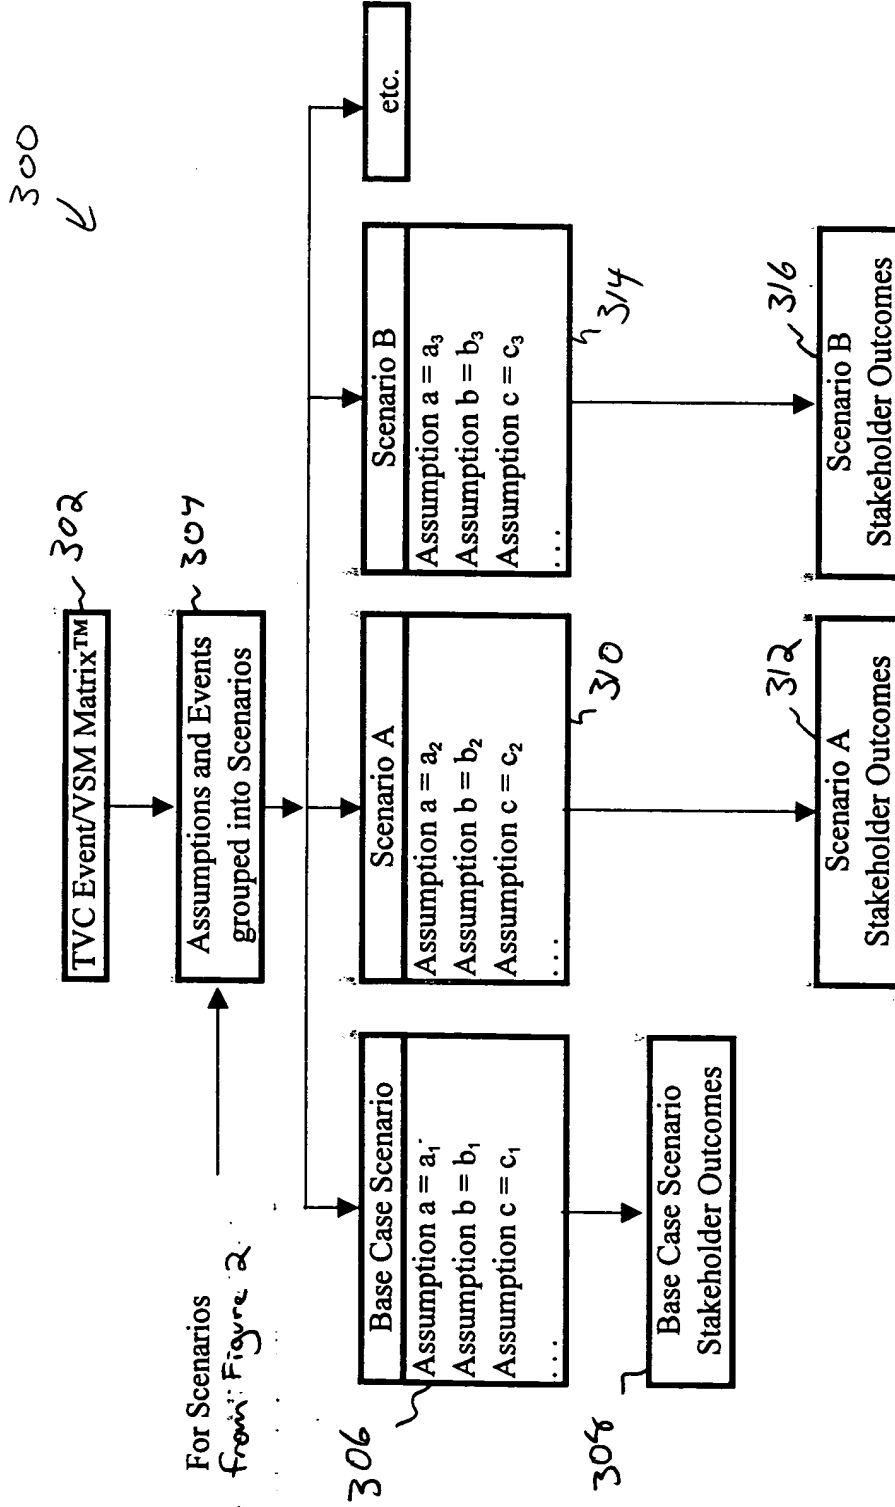 300
TVC Event/VSM Matrix™
302
Assumptions and Events
grouped into Scenarios
304
For Scenarios
from Figure 2
Base Case Scenario
Assumption a = a₁
Assumption b = b₁
Assumption c = c₁
...
306
Scenario A
Assumption a = a₂
Assumption b = b₂
Assumption c = c₂
...
310
Scenario B
Assumption a = a₃
Assumption b = b₃
Assumption c = c₃
...
314
etc.
308
Base Case Scenario
Stakeholder Outcomes
312
Scenario A
Stakeholder Outcomes
316
Scenario B
Stakeholder Outcomes